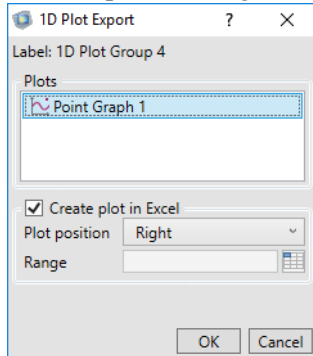 1D Plot Export ? X
Label: 1D Plot Group 4
Plots
Point Graph 1
Create plot in Excel
Plot position Right
Range
OK Cancel